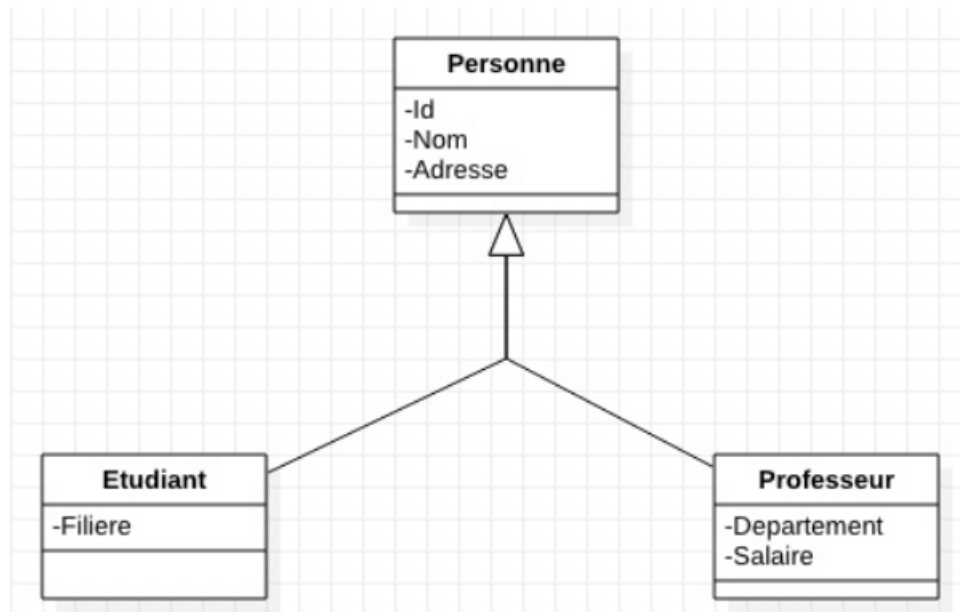 Personne
-Id
-Nom
-Adresse
Etudiant
-Filiere
Professeur
-Departement
-Salaire